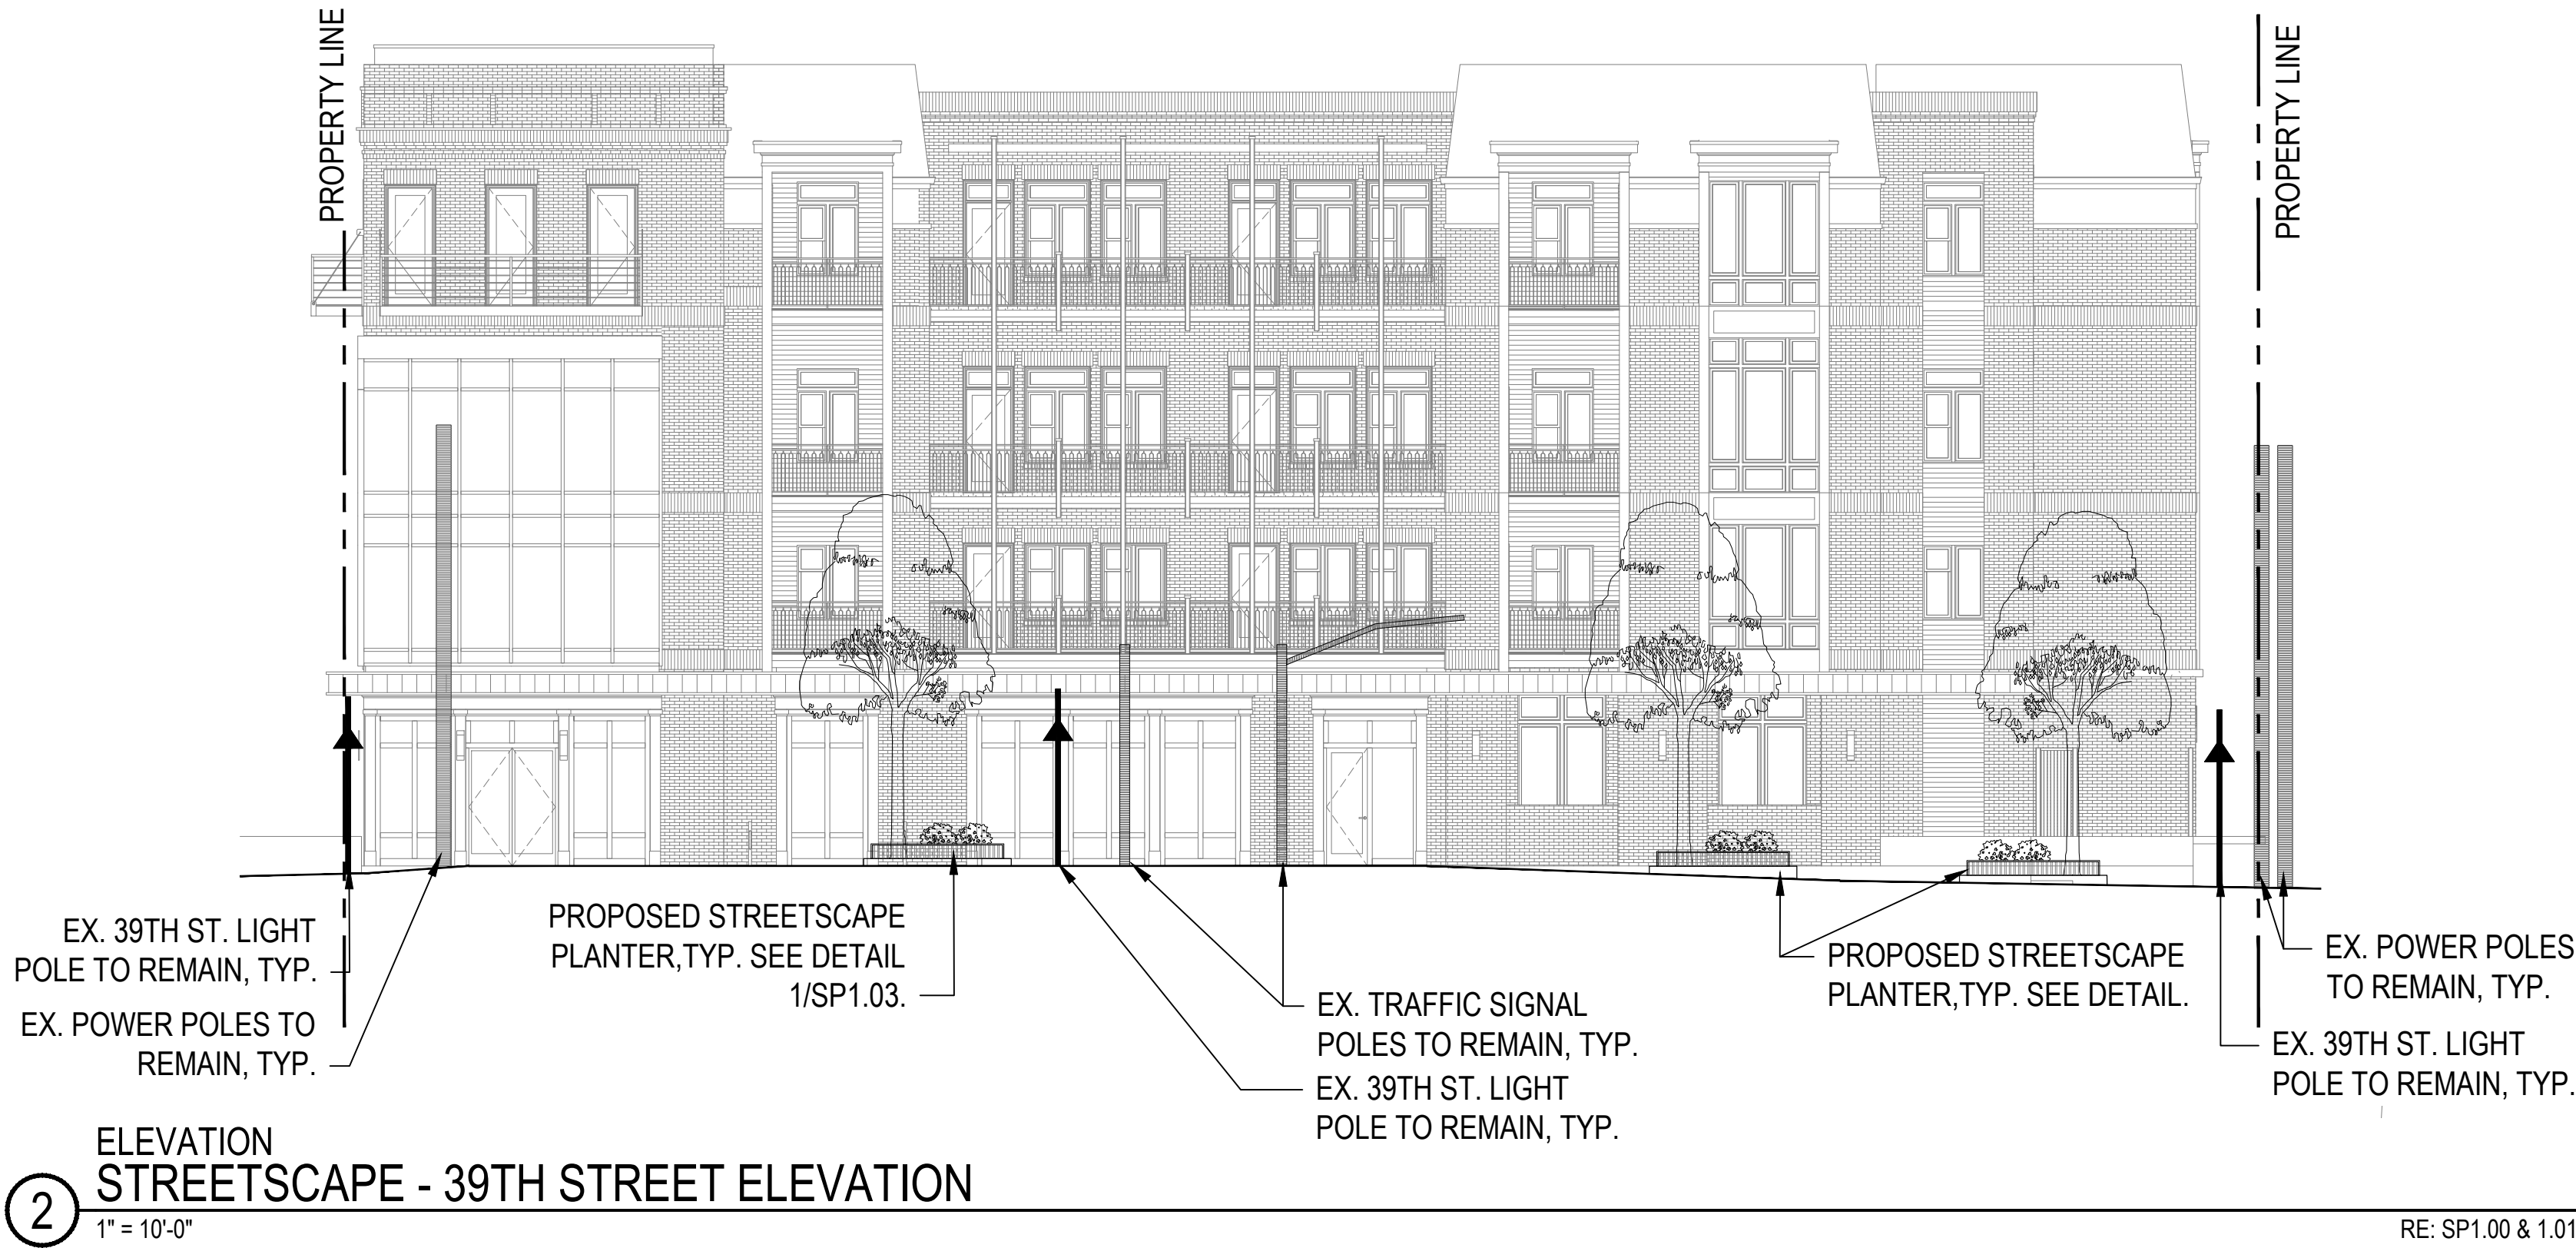 PROPERTY LINE
PROPERTY LINE
EX. 39TH ST. LIGHT
POLE TO REMAIN, TYP.
EX. POWER POLES TO
REMAIN, TYP.
PROPOSED STREETSCAPE
PLANTER,TYP. SEE DETAIL
1/SP1.03.
EX. TRAFFIC SIGNAL
POLES TO REMAIN, TYP.
EX. 39TH ST. LIGHT
POLE TO REMAIN, TYP.
PROPOSED STREETSCAPE
PLANTER,TYP. SEE DETAIL.
EX. POWER POLES
TO REMAIN, TYP.
EX. 39TH ST. LIGHT
POLE TO REMAIN, TYP.
ELEVATION
2 STREETSCAPE - 39TH STREET ELEVATION
1" = 10'-0"
RE: SP1.00 & 1.01